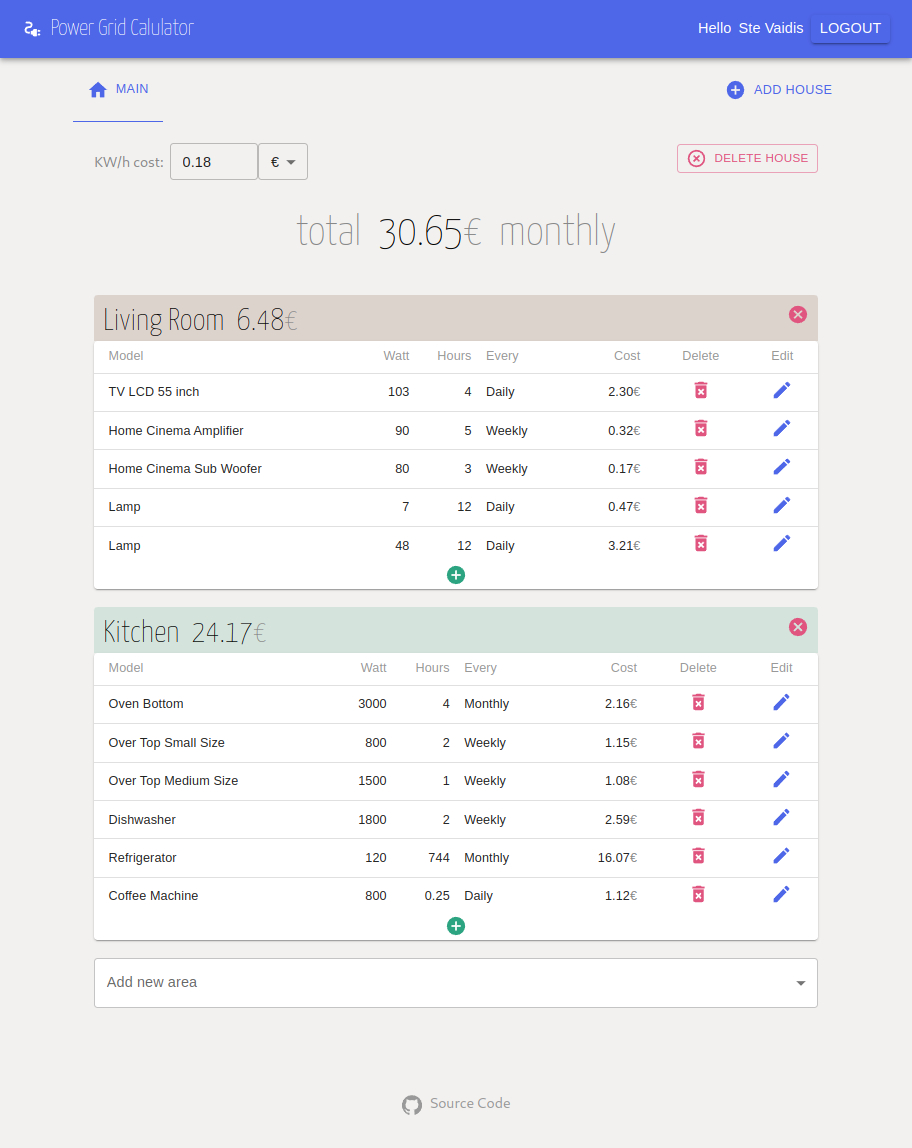 Power Grid Calulator Hello Ste Vaidis LOGOUT
MAIN ADD HOUSE
KW/h cost: 0.18 € DELETE HOUSE
total 30.65€ monthly
Living Room 6.48€
Model Watt Hours Every Cost Delete Edit
TV LCD 55 inch 103 4 Daily 2.30€
Home Cinema Amplifier 90 5 Weekly 0.32€
Home Cinema Sub Woofer 80 3 Weekly 0.17€
Lamp 7 12 Daily 0.47€
Lamp 48 12 Daily 3.21€
Kitchen 24.17€
Model Watt Hours Every Cost Delete Edit
Oven Bottom 3000 4 Monthly 2.16€
Over Top Small Size 800 2 Weekly 1.15€
Over Top Medium Size 1500 1 Weekly 1.08€
Dishwasher 1800 2 Weekly 2.59€
Refrigerator 120 744 Monthly 16.07€
Coffee Machine 800 0.25 Daily 1.12€
Add new area
Source Code